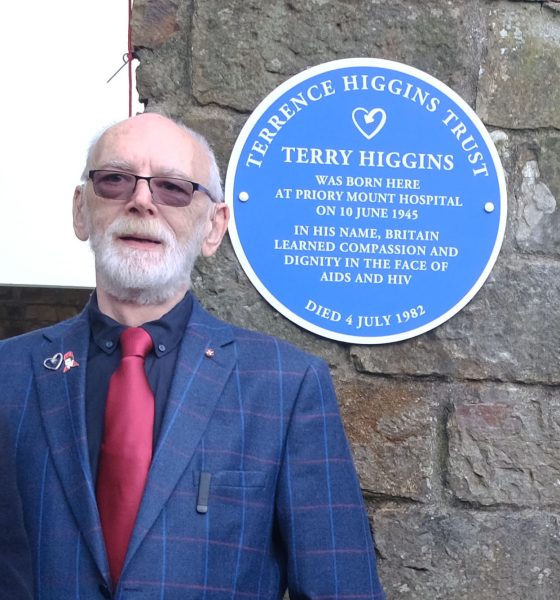 TERRENCE HIGGINS TRUST
TERRY HIGGINS
WAS BORN HERE
AT PRIORY MOUNT HOSPITAL
ON 10 JUNE 1945
IN HIS NAME, BRITAIN
LEARNED COMPASSION AND
DIGNITY IN THE FACE OF
AIDS AND HIV
DIED 4 JULY 1982